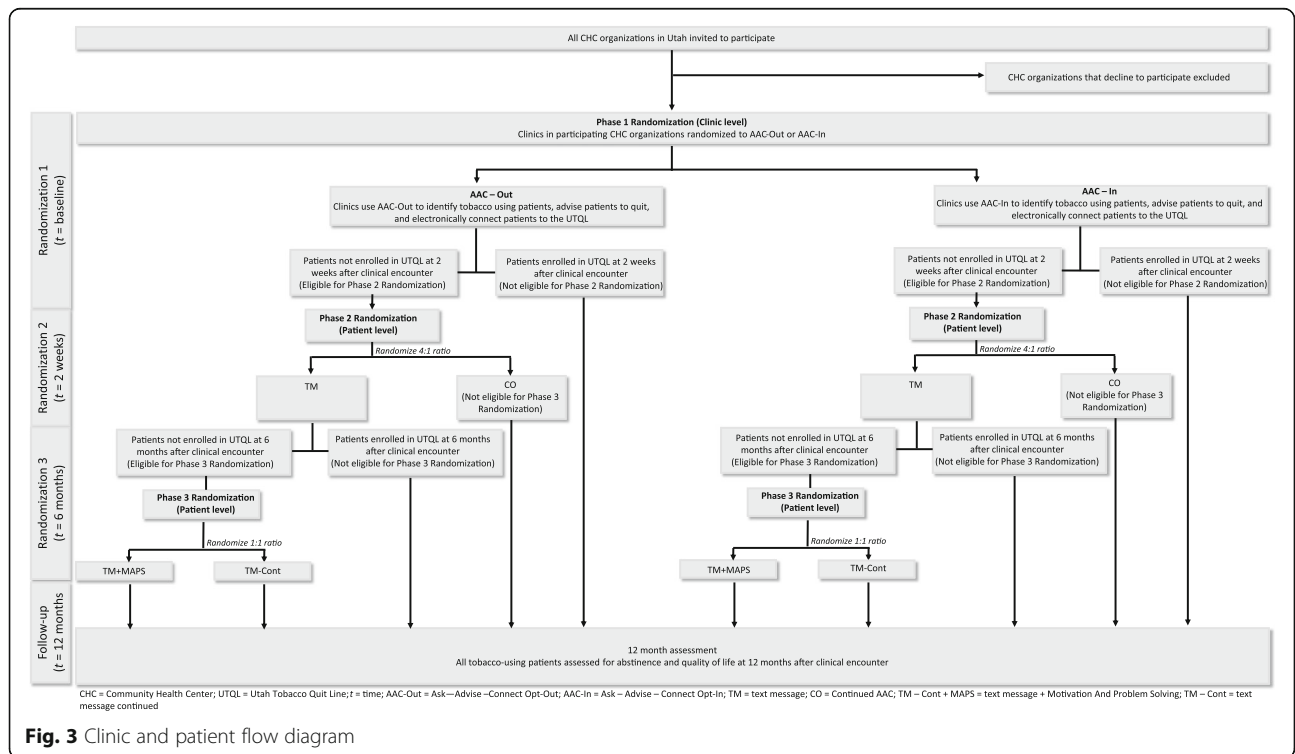 All CHC organizations in Utah invited to participate
CHC organizations that decline to participate excluded
Randomization 1
(t = baseline)
Phase 1 Randomization (Clinic level)
Clinics in participating CHC organizations randomized to AAC-Out or AAC-In
AAC – Out
Clinics use AAC-Out to identify tobacco using patients, advise patients to quit,
and electronically connect patients to the UTQL
AAC – In
Clinics use AAC-In to identify tobacco using patients, advise patients to quit, and
electronically connect patients to the UTQL
Patients not enrolled in UTQL at 2
weeks after clinical encounter
(Eligible for Phase 2 Randomization)
Patients enrolled in UTQL at 2 weeks
after clinical encounter
(Not eligible for Phase 2 Randomization)
Patients not enrolled in UTQL at 2
weeks after clinical encounter
(Eligible for Phase 2 Randomization)
Patients enrolled in UTQL at 2 weeks
after clinical encounter
(Not eligible for Phase 2 Randomization)
Randomization 2
(t = 2 weeks)
Phase 2 Randomization
(Patient level)
Randomize 4:1 ratio
TM
CO
(Not eligible for Phase 3
Randomization)
Phase 2 Randomization
(Patient level)
Randomize 4:1 ratio
TM
CO
(Not eligible for Phase 3
Randomization)
Randomization 3
(t = 6 months)
Patients not enrolled in UTQL at 6
months after clinical encounter
(Eligible for Phase 3 Randomization)
Patients enrolled in UTQL at 6 months
after clinical encounter
(Not eligible for Phase 3 Randomization)
Patients not enrolled in UTQL at 6
months after clinical encounter
(Eligible for Phase 3 Randomization)
Patients enrolled in UTQL at 6 months
after clinical encounter
(Not eligible for Phase 3 Randomization)
Phase 3 Randomization
(Patient level)
Randomize 1:1 ratio
TM+MAPS
TM-Cont
Phase 3 Randomization
(Patient level)
Randomize 1:1 ratio
TM+MAPS
TM-Cont
Follow-up
(t = 12 months
12 month assessment
All tobacco-using patients assessed for abstinence and quality of life at 12 months after clinical encounter
CHC = Community Health Center; UTQL = Utah Tobacco Quit Line; t = time; AAC-Out = Ask—Advise –Connect Opt-Out; AAC-In = Ask – Advise – Connect Opt-In; TM = text message; CO = Continued AAC; TM – Cont + MAPS = text message + Motivation And Problem Solving; TM – Cont = text
message continued
Fig. 3 Clinic and patient flow diagram